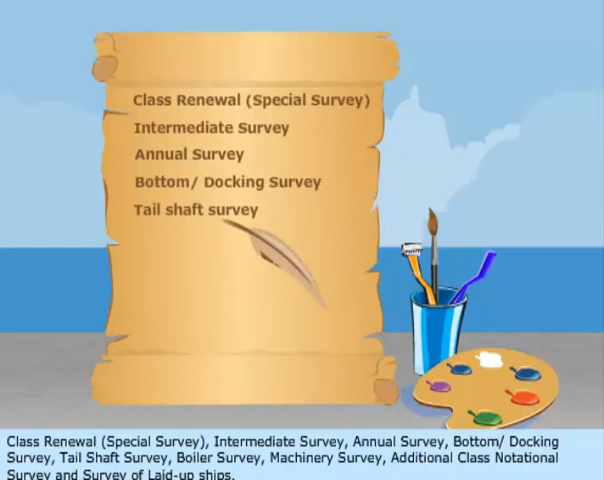 Class Renewal (Special Survey)
Intermediate Survey
Annual Survey
Bottom/ Docking Survey
Tail shaft survey
Class Renewal (Special Survey), Intermediate Survey, Annual Survey, Bottom/ Docking
Survey, Tail Shaft Survey, Boiler Survey, Machinery Survey, Additional Class Notational
Survey and Survey of Laid-up ships.